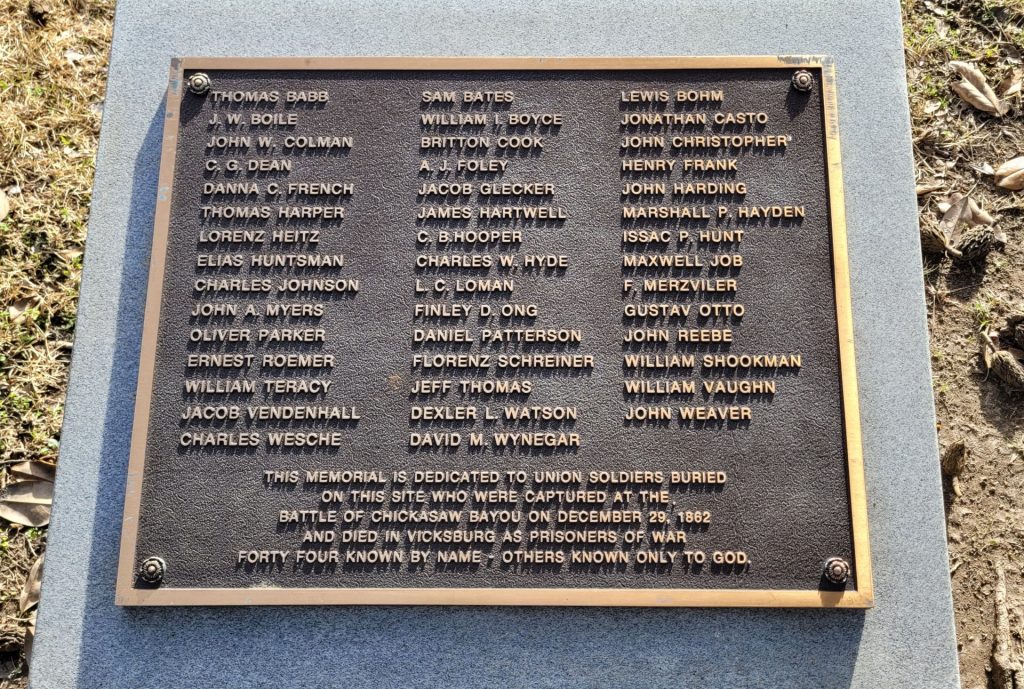 THOMAS BABB SAM BATES LEWIS BOHM
J. W. BOILE WILLIAM I. BOYCE JONATHAN CASTO
JOHN W. COLMAN BRITTON COOK JOHN CHRISTOPHER
C. G. DEAN A. J. FOLEY HENRY FRANK
DANNA C. FRENCH JACOB GLECKER JOHN HARDING
THOMAS HARPER JAMES HARTWELL MARSHALL P. HAYDEN
LORENZ HEITZ C. B.HOOPER ISSAC P. HUNT
ELIAS HUNTSMAN CHARLES W. HYDE MAXWELL JOB
CHARLES JOHNSON L. C. LOMAN F. MERZVILER
JOHN A. MYERS FINLEY D. ONG GUSTAV OTTO
OLIVER PARKER DANIEL PATTERSON JOHN REEBE
ERNEST ROEMER FLORENZ SCHREINER WILLIAM SHOOKMAN
WILLIAM TERACY JEFF THOMAS WILLIAM VAUGHN
JACOB VENDENHALL DEXLER L. WATSON JOHN WEAVER
CHARLES WESCHE DAVID M. WYNEGAR
THIS MEMORIAL IS DEDICATED TO UNION SOLDIERS BURIED
ON THIS SITE WHO WERE CAPTURED AT THE
BATTLE OF CHICKASAW BAYOU ON DECEMBER 29, 1862
AND DIED IN VICKSBURG AS PRISONERS OF WAR
FORTY FOUR KNOWN BY NAME - OTHERS KNOWN ONLY TO GOD.